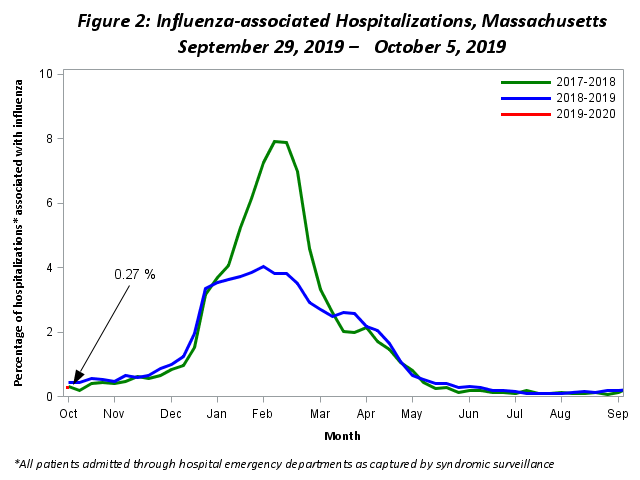 Figure 2: Influenza-associated Hospitalizations, Massachusetts
September 29, 2019 – October 5, 2019
2017-2018
2018-2019
2019-2020
Percentage of hospitalizations* associated with influenza
10
8
6
4
2
0
0.27 %
Oct Nov Dec Jan Feb Mar Apr May Jun Jul Aug Sep
Month
*All patients admitted through hospital emergency departments as captured by syndromic surveillance